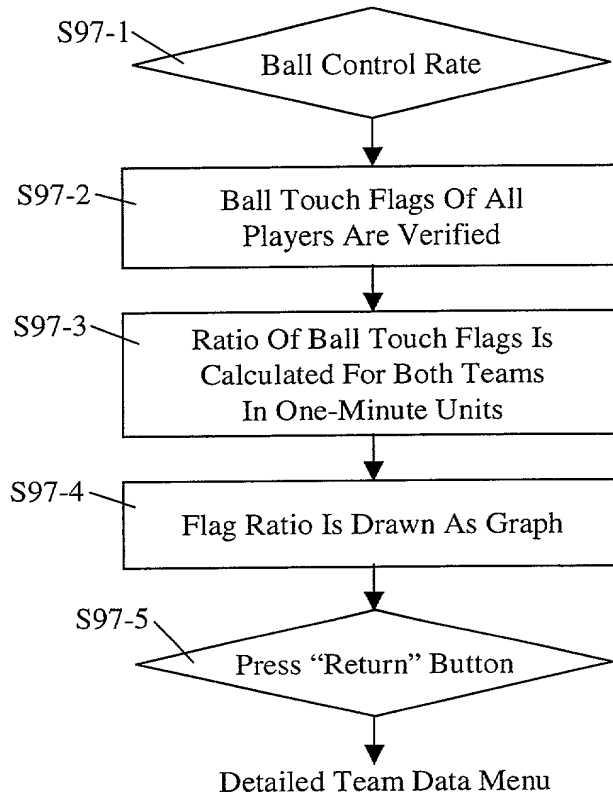 S97-1
Ball Control Rate
S97-2
Ball Touch Flags Of All
Players Are Verified
S97-3
Ratio Of Ball Touch Flags Is
Calculated For Both Teams
In One-Minute Units
S97-4
Flag Ratio Is Drawn As Graph
S97-5
Press “Return” Button
Detailed Team Data Menu